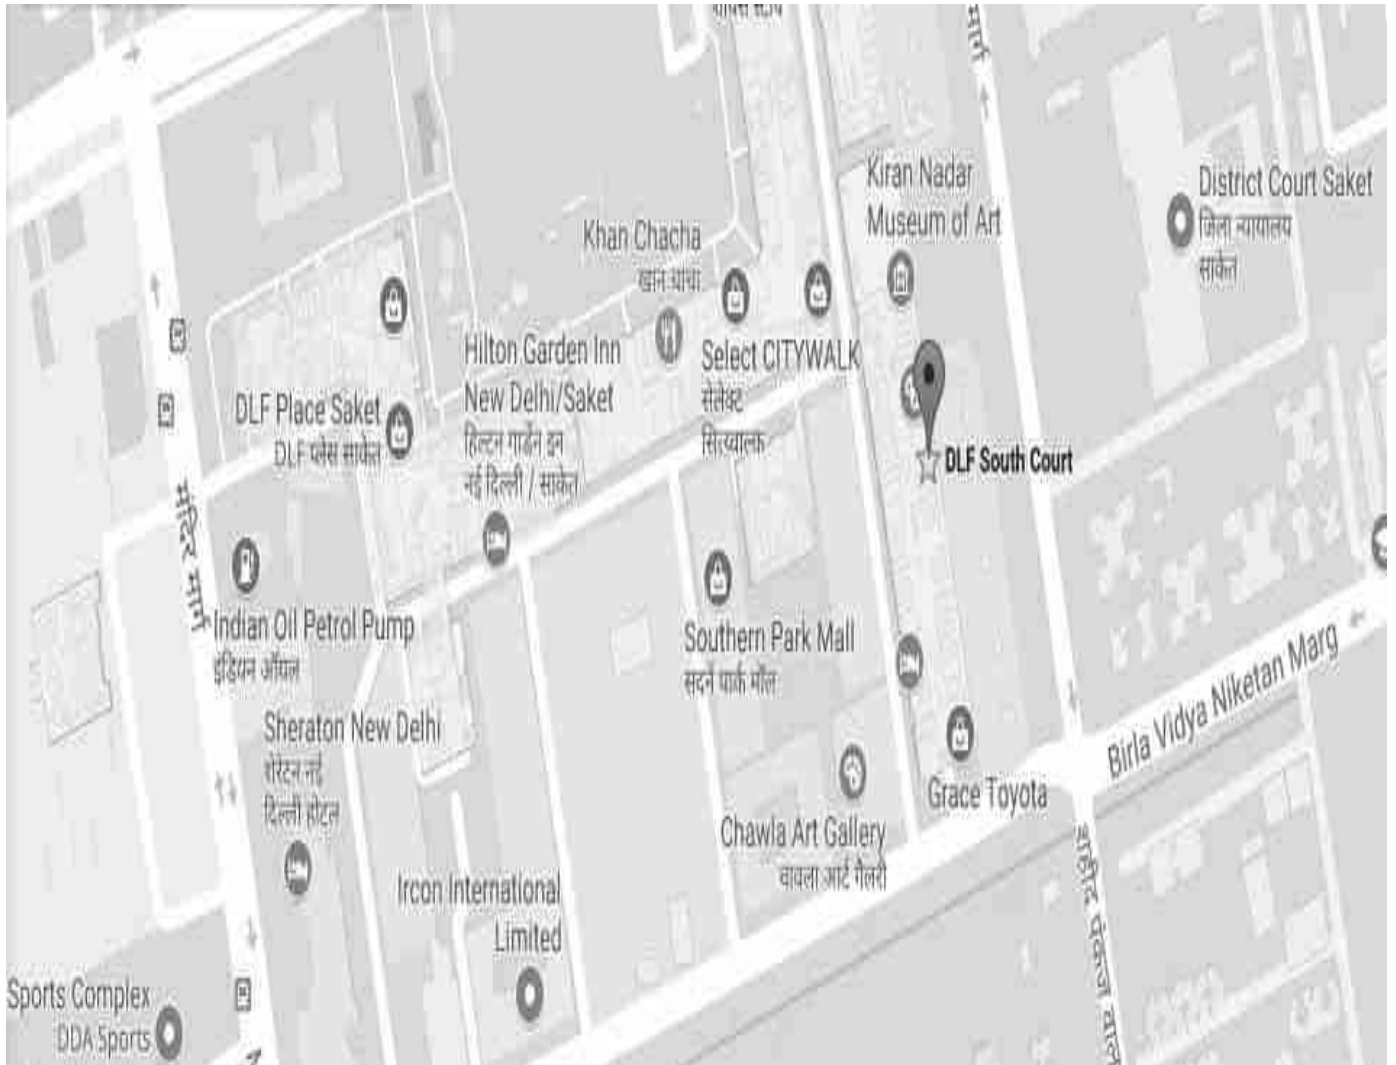 मार्ग
Kiran Nadar
Museum of Art
District Court Saket
जिला न्यायालय
साकेत
Khan Chacha
खान चाचा
Hilton Garden Inn
New Delhi/Saket
हिल्टन गार्डन इन
नई दिल्ली / साकेत
Select CITYWALK
सेलेक्ट
सित्य्वाल्क
DLF Place Saket
DLF प्लेस साकेत
DLF South Court
मंदिर मार्ग
Indian Oil Petrol Pump
इंडियन ऑयल
Southern Park Mall
सदर्न पार्क मॉल
Sheraton New Delhi
शेरेटन नई
दिल्ली होटल
Birla Vidya Niketan Marg
Grace Toyota
Chawla Art Gallery
चावला आर्ट गैलरी
शहीद पंकज
Ircon International
Limited
Sports Complex
DDA Sports